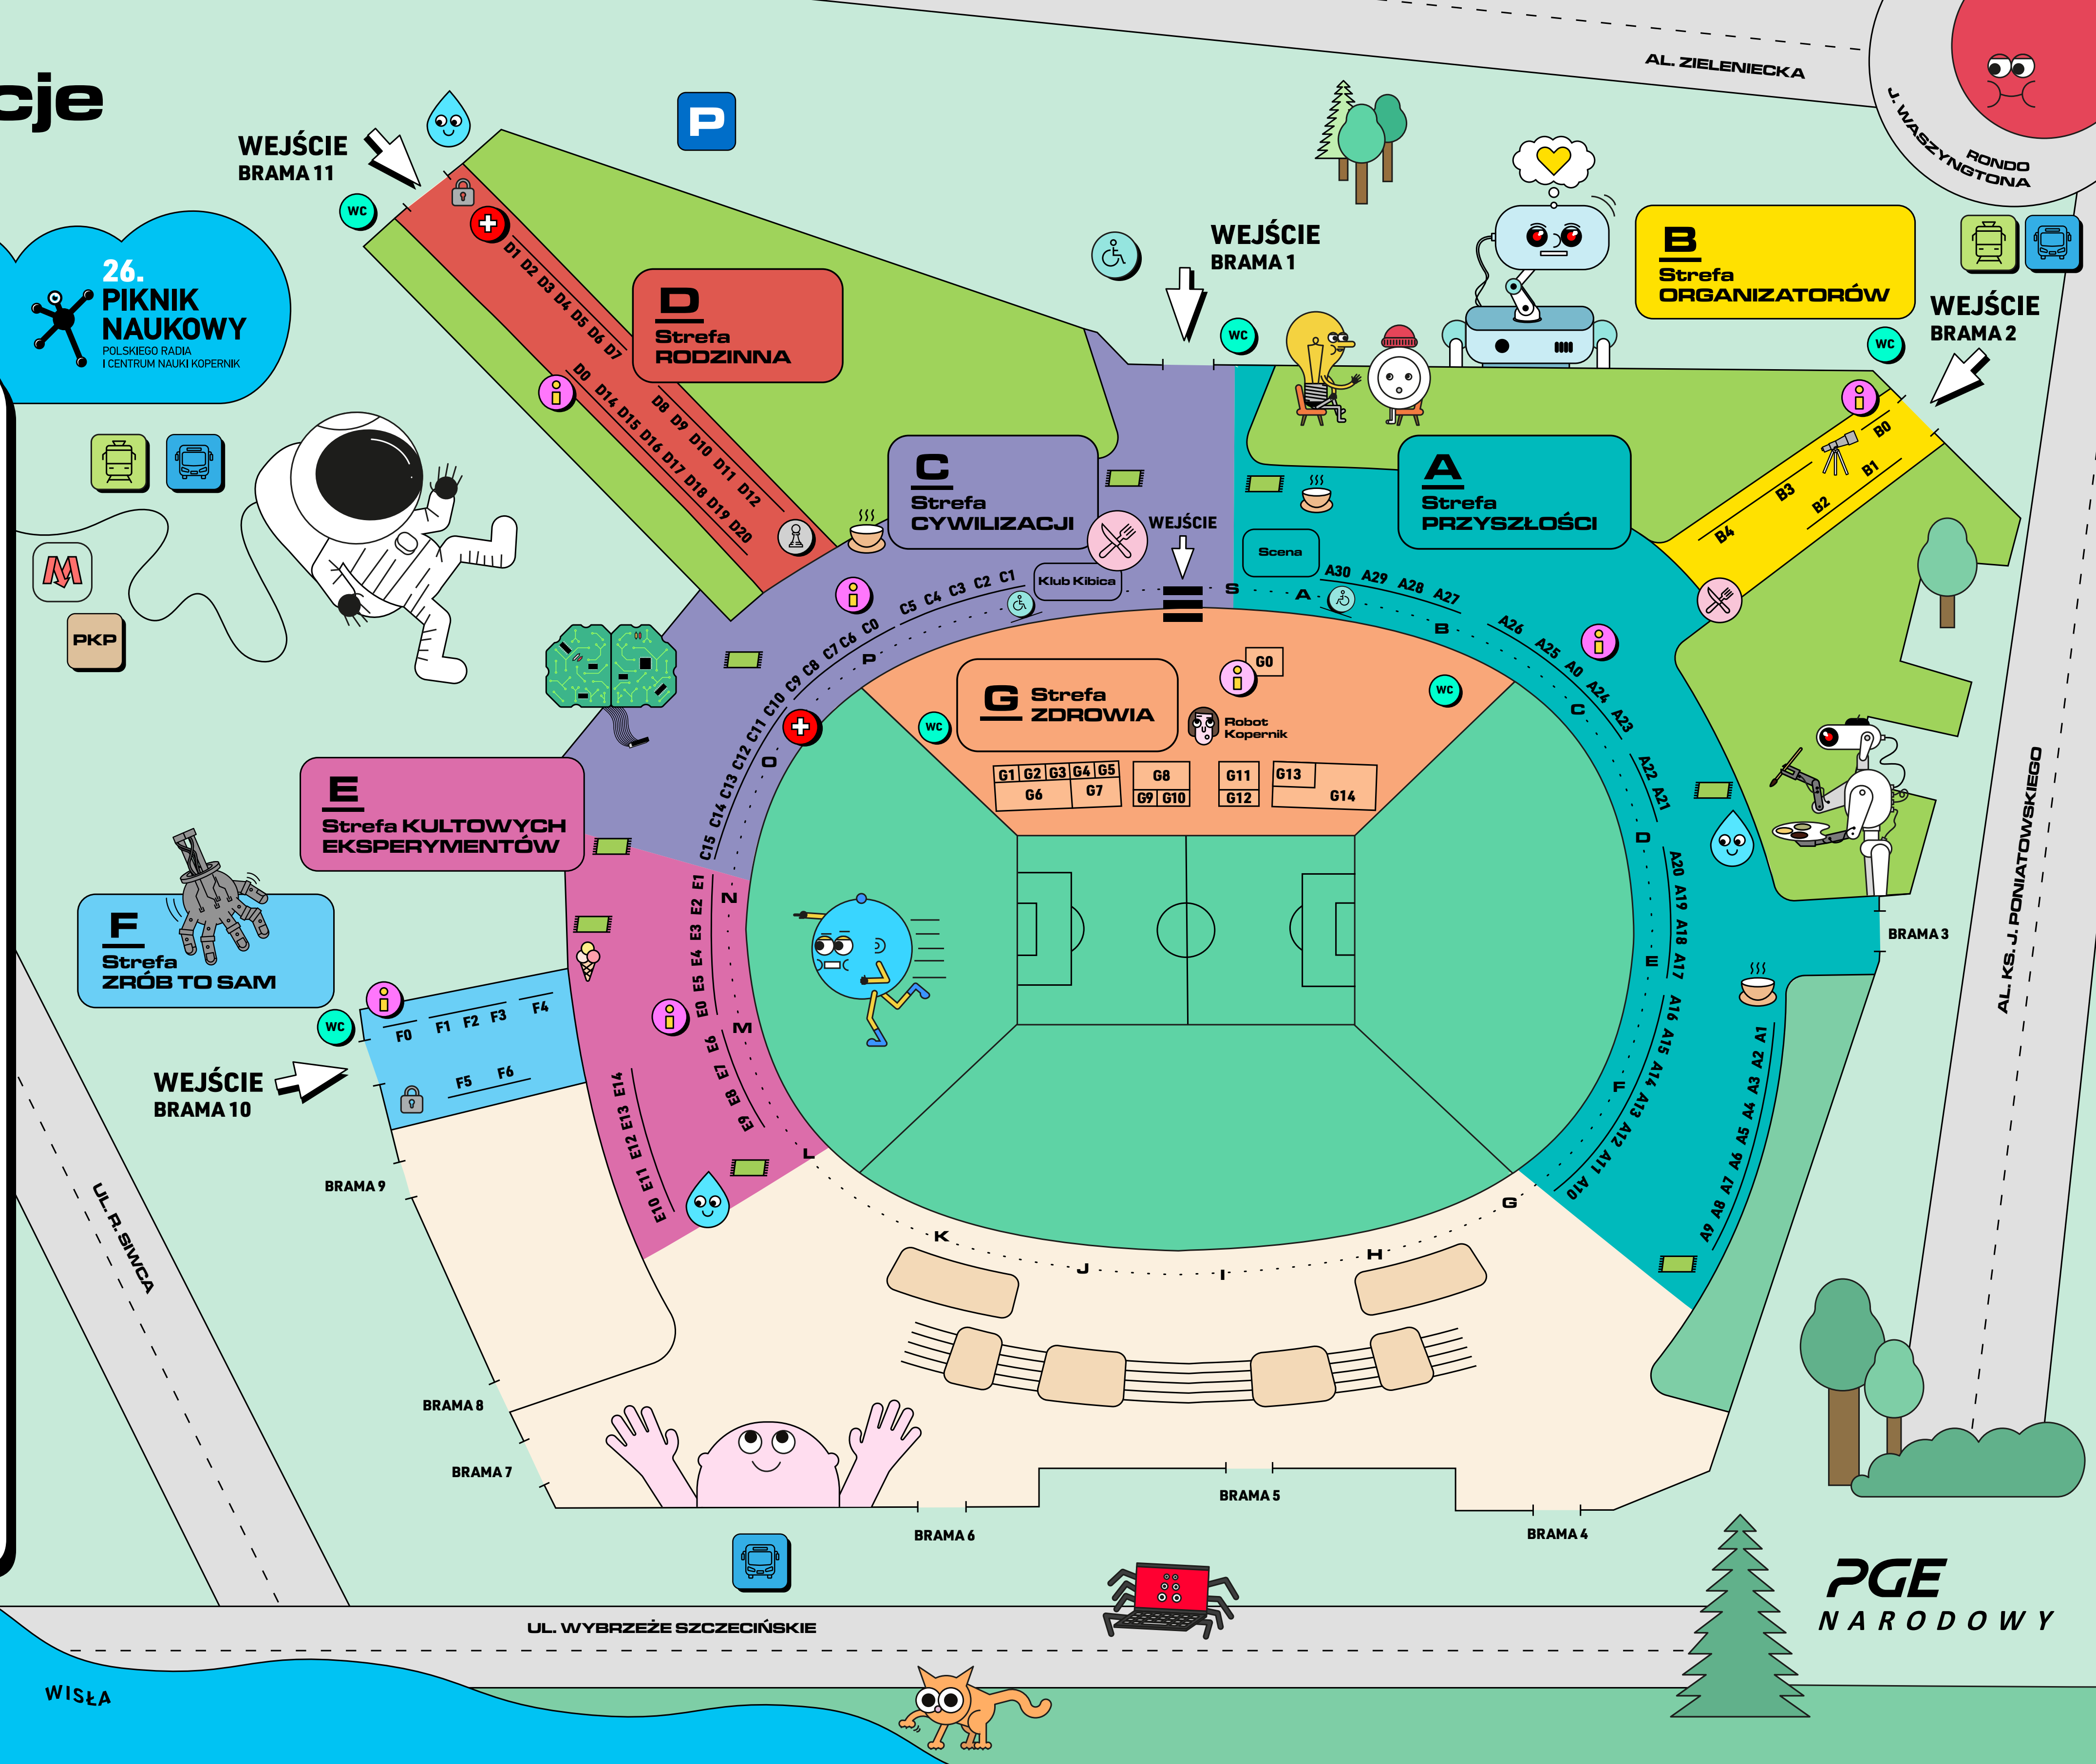 cje
AL. ZIELENIECKA
J. WASZYNGTONA
RONDO
WEJŚCIE
BRAMA 11
WC
P
26.
PIKNIK
NAUKOWY
POLSKIEGO RADIA
I CENTRUM NAUKI KOPERNIK
D1 D2 D3 D4 D5 D6 D7
D8 D9 D10 D11 D12
D0 D14 D15 D16 D17 D18 D19 D20
D
Strefa
RODZINNA
WEJŚCIE
BRAMA 1
WC
B
Strefa
ORGANIZATORÓW
WEJŚCIE
BRAMA 2
WC
B0
B1
B2
B3
B4
M
PKP
C
Strefa
CYWILIZACJI
WEJŚCIE
Klub Kibica
A
Strefa
PRZYSZŁOŚCI
Scena
C15 C14 C13 C12 C11 C10 C9 C8 C7 C6 C0 C5 C4 C3 C2 C1
A30 A29 A28 A27
A26 A25 A0 A24 A23
A22 A21
A20 A19 A18 A17
A16 A15 A14 A13 A12 A11 A10
A1 A2 A3 A4 A5 A6 A7 A8 A9
S A B C D E F G H I J K L M N O P
G Strefa
ZDROWIA
G0
WC
WC
Robot
Kopernik
G1 G2 G3 G4 G5
G6 G7
G8
G9 G10
G11
G12
G13
G14
E
Strefa KULTOWYCH
EKSPERYMENTÓW
E1 E2 E3 E4 E5 E0
E6 E7 E8 E9
E14 E13 E12 E11 E10
F
Strefa
ZRÓB TO SAM
WC
F0 F1 F2 F3 F4
F5 F6
WEJŚCIE
BRAMA 10
BRAMA 3
AL. KS. J. PONIATOWSKIEGO
BRAMA 9
UL. R. SIWCA
BRAMA 8
BRAMA 7
BRAMA 6
BRAMA 5
BRAMA 4
UL. WYBRZEŻE SZCZECIŃSKIE
WISŁA
PGE
NARODOWY